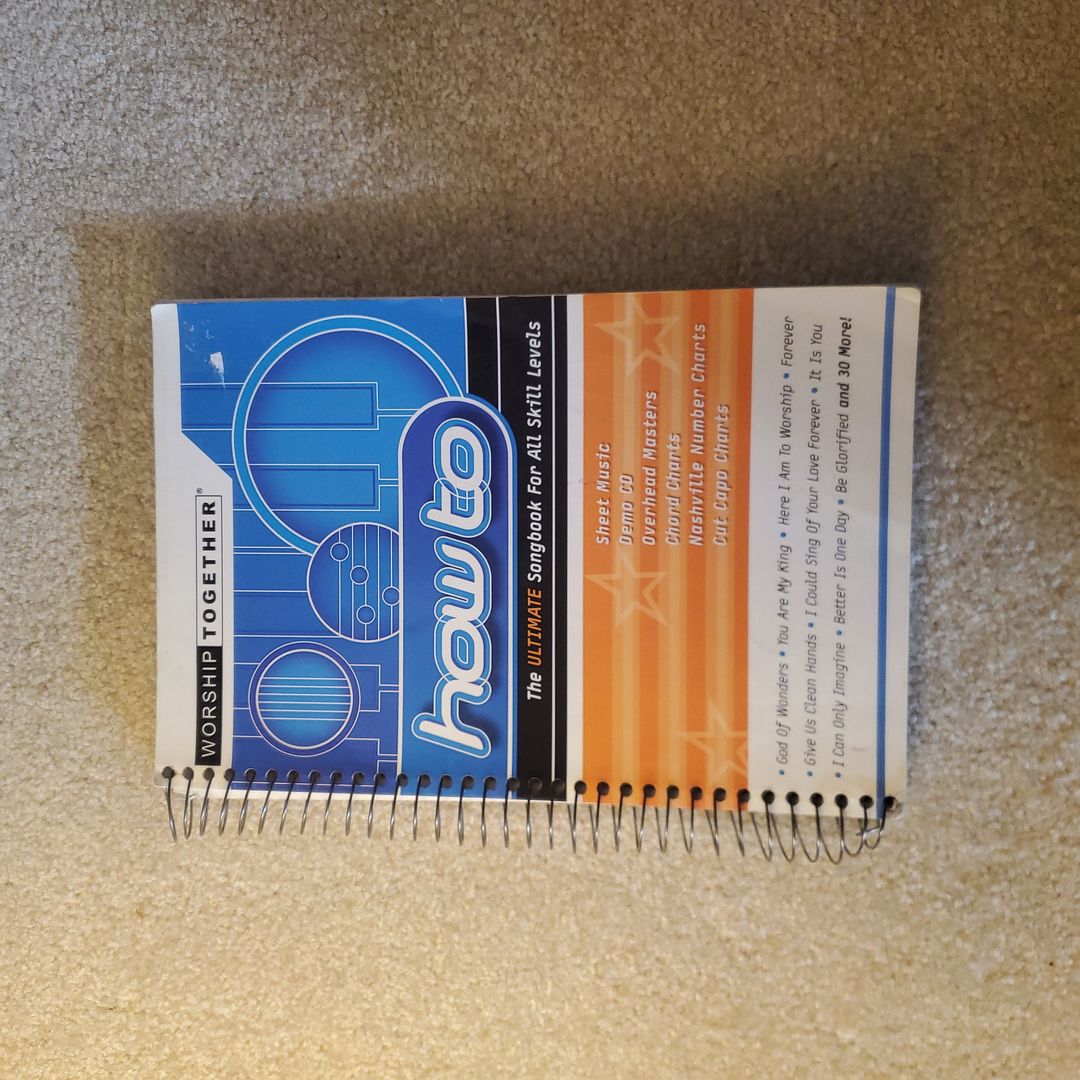 WORSHIP TOGETHER®
how to
The ULTIMATE Songbook For All Skill Levels
Sheet Music
Demo CD
Overhead Masters
Chord Charts
Nashville Number Charts
Cut Capo Charts
• God Of Wonders • You Are My King • Here I Am To Worship • Forever
• Give Us Clean Hands • I Could Sing Of Your Love Forever • It Is You
• I Can Only Imagine • Better Is One Day • Be Glorified and 30 More!